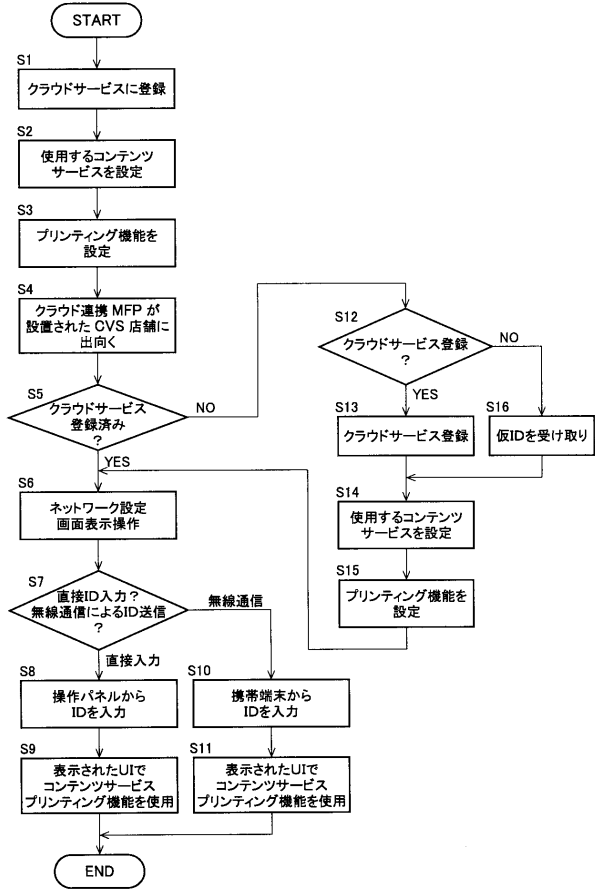 START
S1
クラウドサービスに登録
S2
使用するコンテンツ
サービスを設定
S3
プリンティング機能を
設定
S4
クラウド連携 MFP が
設置された CVS 店舗に
出向く
S5
クラウドサービス
登録済み
?
NO
YES
S12
クラウドサービス登録
?
NO
YES
S13
クラウドサービス登録
S16
仮IDを受け取り
S14
使用するコンテンツ
サービスを設定
S15
プリンティング機能を
設定
S6
ネットワーク設定
画面表示操作
S7
直接ID入力?
無線通信によるID送信
?
無線通信
直接入力
S8
操作パネルから
IDを入力
S10
携帯端末から
IDを入力
S9
表示されたUIで
コンテンツサービス
プリンティング機能を使用
S11
表示されたUIで
コンテンツサービス
プリンティング機能を使用
END